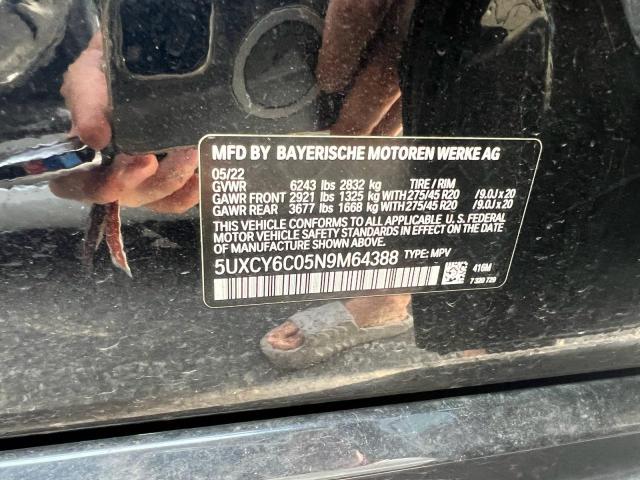 MFD BY BAYERISCHE MOTOREN WERKE AG
05/22
GVWR 6243 lbs 2832 kg TIRE / RIM
GAWR FRONT 2921 lbs 1325 kg WITH 275/45 R20 /9.0J x 20
GAWR REAR 3677 lbs 1668 kg WITH 275/45 R20 /9.0J x 20
THIS VEHICLE CONFORMS TO ALL APPLICABLE U. S. FEDERAL
MOTOR VEHICLE SAFETY STANDARDS IN EFFECT ON THE DATE
OF MANUFACTURE SHOWN ABOVE.
5UXCY6C05N9M64388 TYPE: MPV
416M
7 320 729